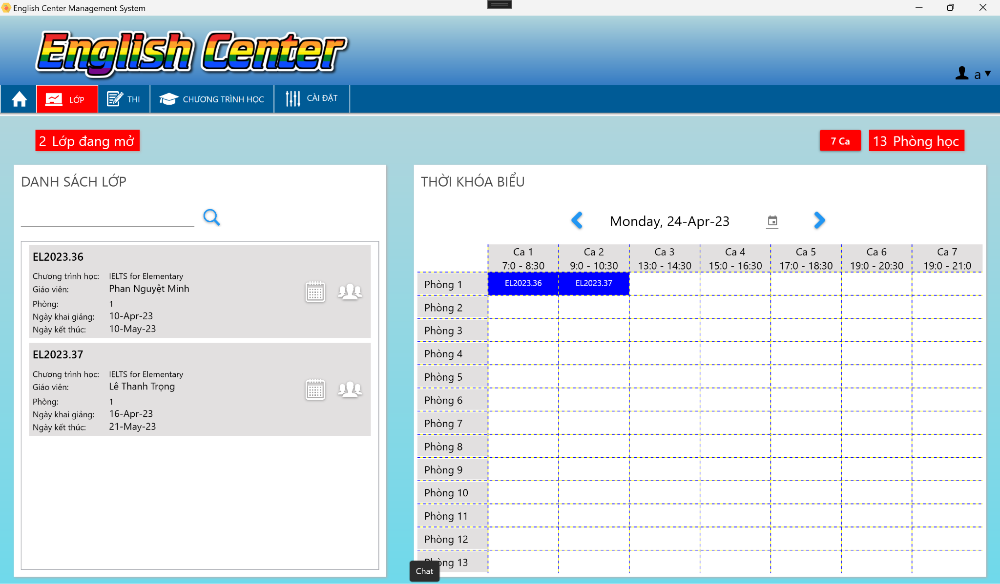 English Center Management System
English Center
a
LỚP
THI
CHƯƠNG TRÌNH HỌC
CÀI ĐẶT
2 Lớp đang mở
7 Ca
13 Phòng học
DANH SÁCH LỚP
EL2023.36
Chương trình học: IELTS for Elementary
Giáo viên: Phan Nguyệt Minh
Phòng: 1
Ngày khai giảng: 10-Apr-23
Ngày kết thúc: 10-May-23
EL2023.37
Chương trình học: IELTS for Elementary
Giáo viên: Lê Thanh Trọng
Phòng: 1
Ngày khai giảng: 16-Apr-23
Ngày kết thúc: 21-May-23
THỜI KHÓA BIỂU
Monday, 24-Apr-23
Ca 1 Ca 2 Ca 3 Ca 4 Ca 5 Ca 6 Ca 7
7:0 - 8:30 9:0 - 10:30 13:0 - 14:30 15:0 - 16:30 17:0 - 18:30 19:0 - 20:30 19:0 - 21:0
Phòng 1 EL2023.36 EL2023.37
Phòng 2
Phòng 3
Phòng 4
Phòng 5
Phòng 6
Phòng 7
Phòng 8
Phòng 9
Phòng 10
Phòng 11
Phòng 12
Phòng 13
Chat